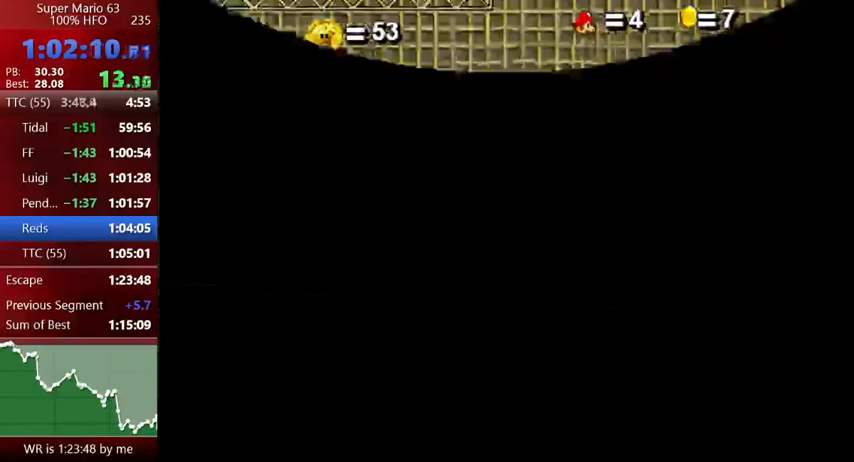 Super Mario 63
100% HFO 235
1:02:10.51
PB: 30.30
Best: 28.08
TTC (55) 4:53
Tidal −1:51 59:56
FF −1:43 1:00:54
Luigi −1:43 1:01:28
Pend... −1:37 1:01:57
Reds 1:04:05
TTC (55) 1:05:01
Escape 1:23:48
Previous Segment +5.7
Sum of Best 1:15:09
WR is 1:23:48 by me
= 53
= 4
= 7